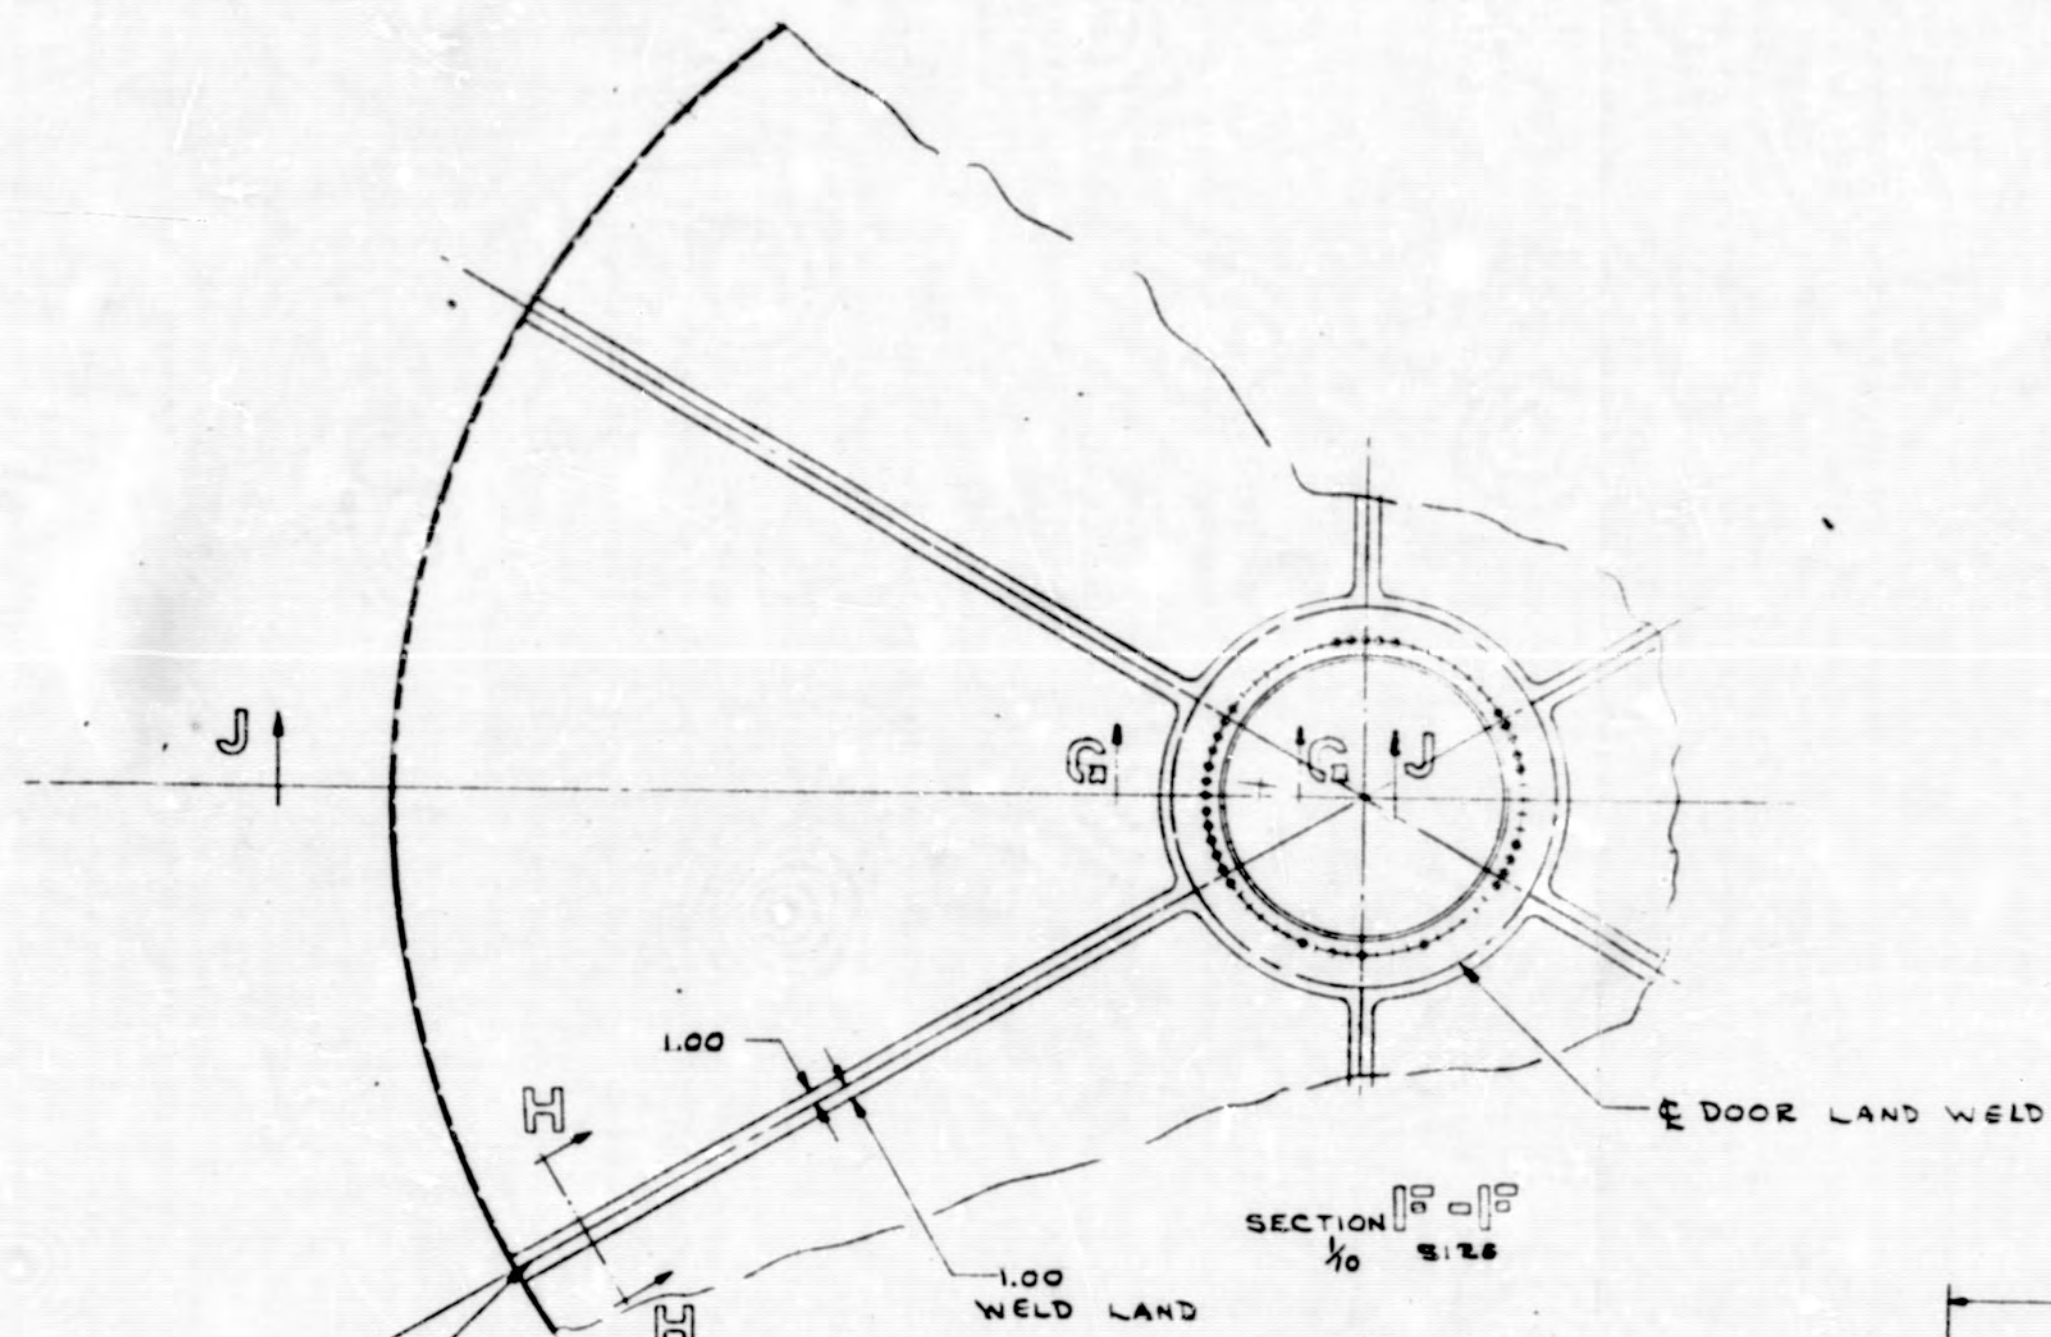 J
G
G
J
1.00
H
℄ DOOR LAND WELD
SECTION F-F
1/10 SIZE
1.00
WELD LAND
H